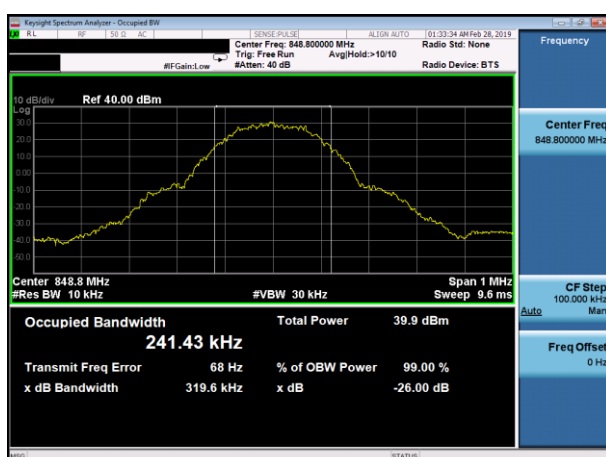 Keysight Spectrum Analyzer - Occupied BW
RL RF 50 Ω AC SENSE:PULSE ALIGN AUTO 01:33:34 AM Feb 28, 2019
Center Freq: 848.800000 MHz Radio Std: None Frequency
Trig: Free Run Avg|Hold:>10/10
#IFGain:Low #Atten: 40 dB Radio Device: BTS
10 dB/div Ref 40.00 dBm
Log
30.0
20.0
10.0
0.00
-10.0
-20.0
-30.0
-40.0
-50.0
Center Freq
848.800000 MHz
Center 848.8 MHz Span 1 MHz
#Res BW 10 kHz #VBW 30 kHz Sweep 9.6 ms
CF Step
100.000 kHz
Auto Man
Occupied Bandwidth Total Power 39.9 dBm
241.43 kHz
Transmit Freq Error 68 Hz % of OBW Power 99.00 %
x dB Bandwidth 319.6 kHz x dB -26.00 dB
Freq Offset
0 Hz
MSG STATUS